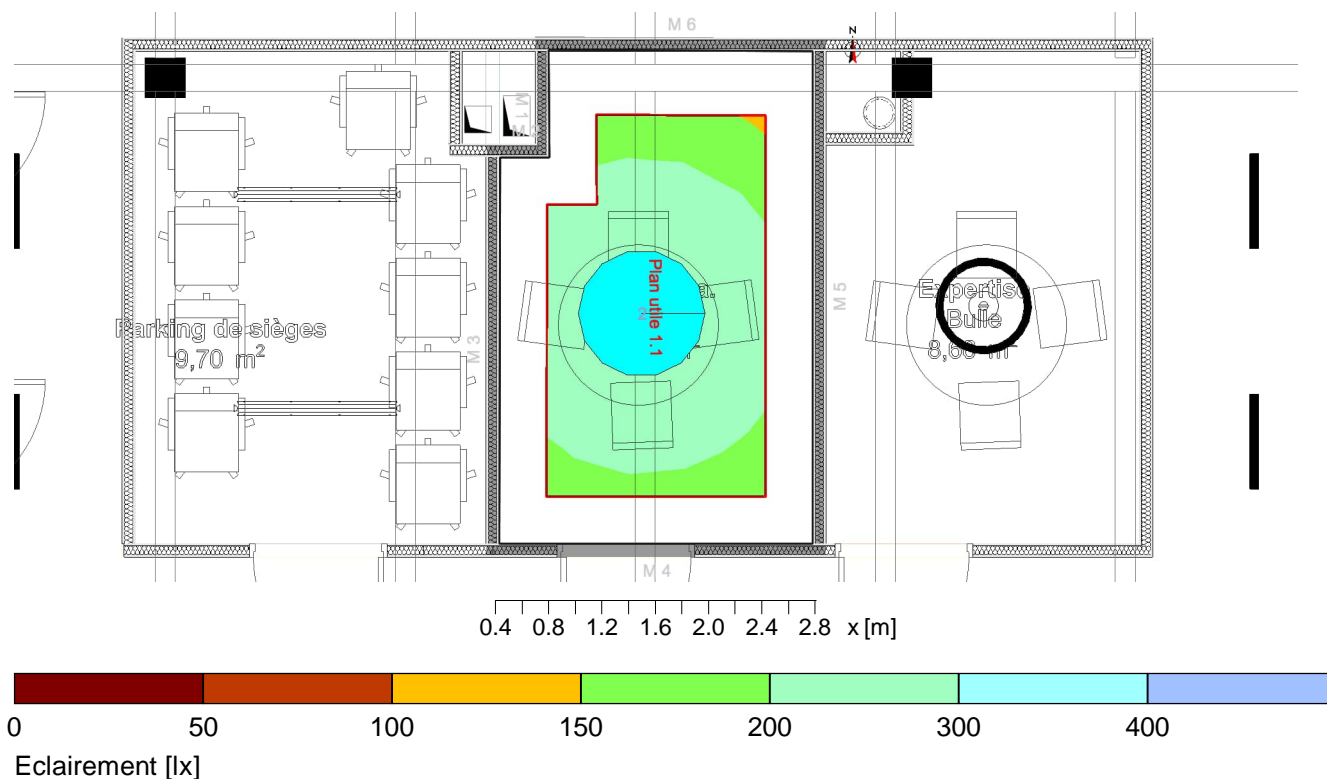 M 6
N
M 1
M 2
Plan utile 1.1
a.
Expertise
Bulle
8,68 m²
M 5
Parking de sièges
9,70 m²
M 3
M 4
0.4 0.8 1.2 1.6 2.0 2.4 2.8 x [m]
0 50 100 150 200 300 400
Eclairement [lx]